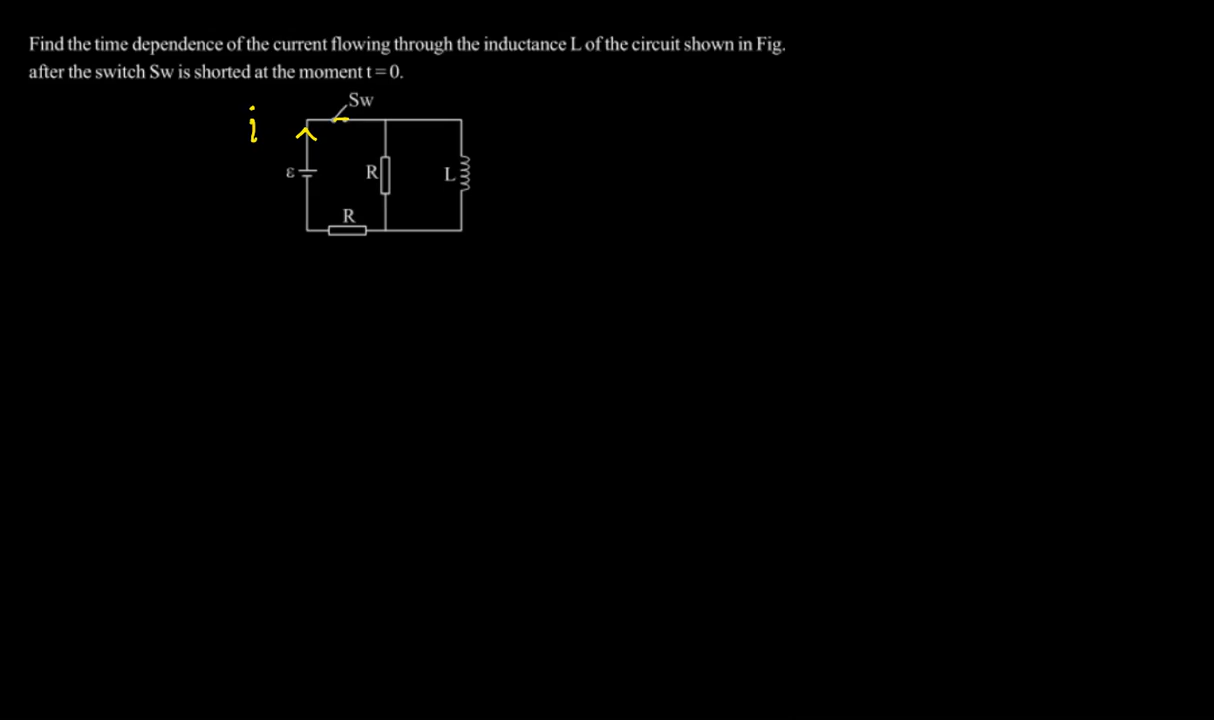 Find the time dependence of the current flowing through the inductance L of the circuit shown in Fig.
after the switch Sw is shorted at the moment t = 0.
Sw
i
ε
R
L
R